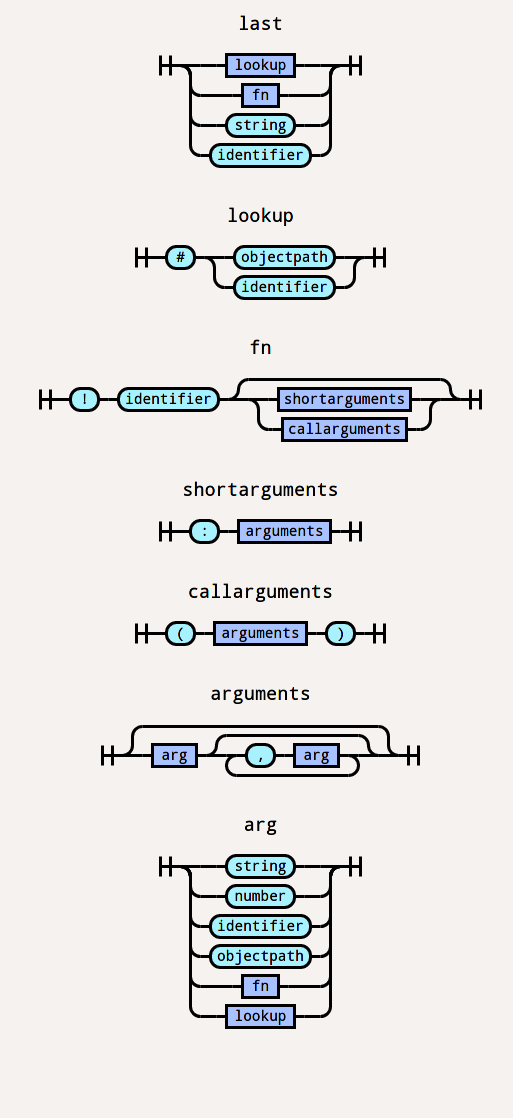 last
lookup
fn
string
identifier
lookup
# objectpath
identifier
fn
! identifier shortarguments
callarguments
shortarguments
: arguments
callarguments
( arguments )
arguments
arg , arg
arg
string
number
identifier
objectpath
fn
lookup